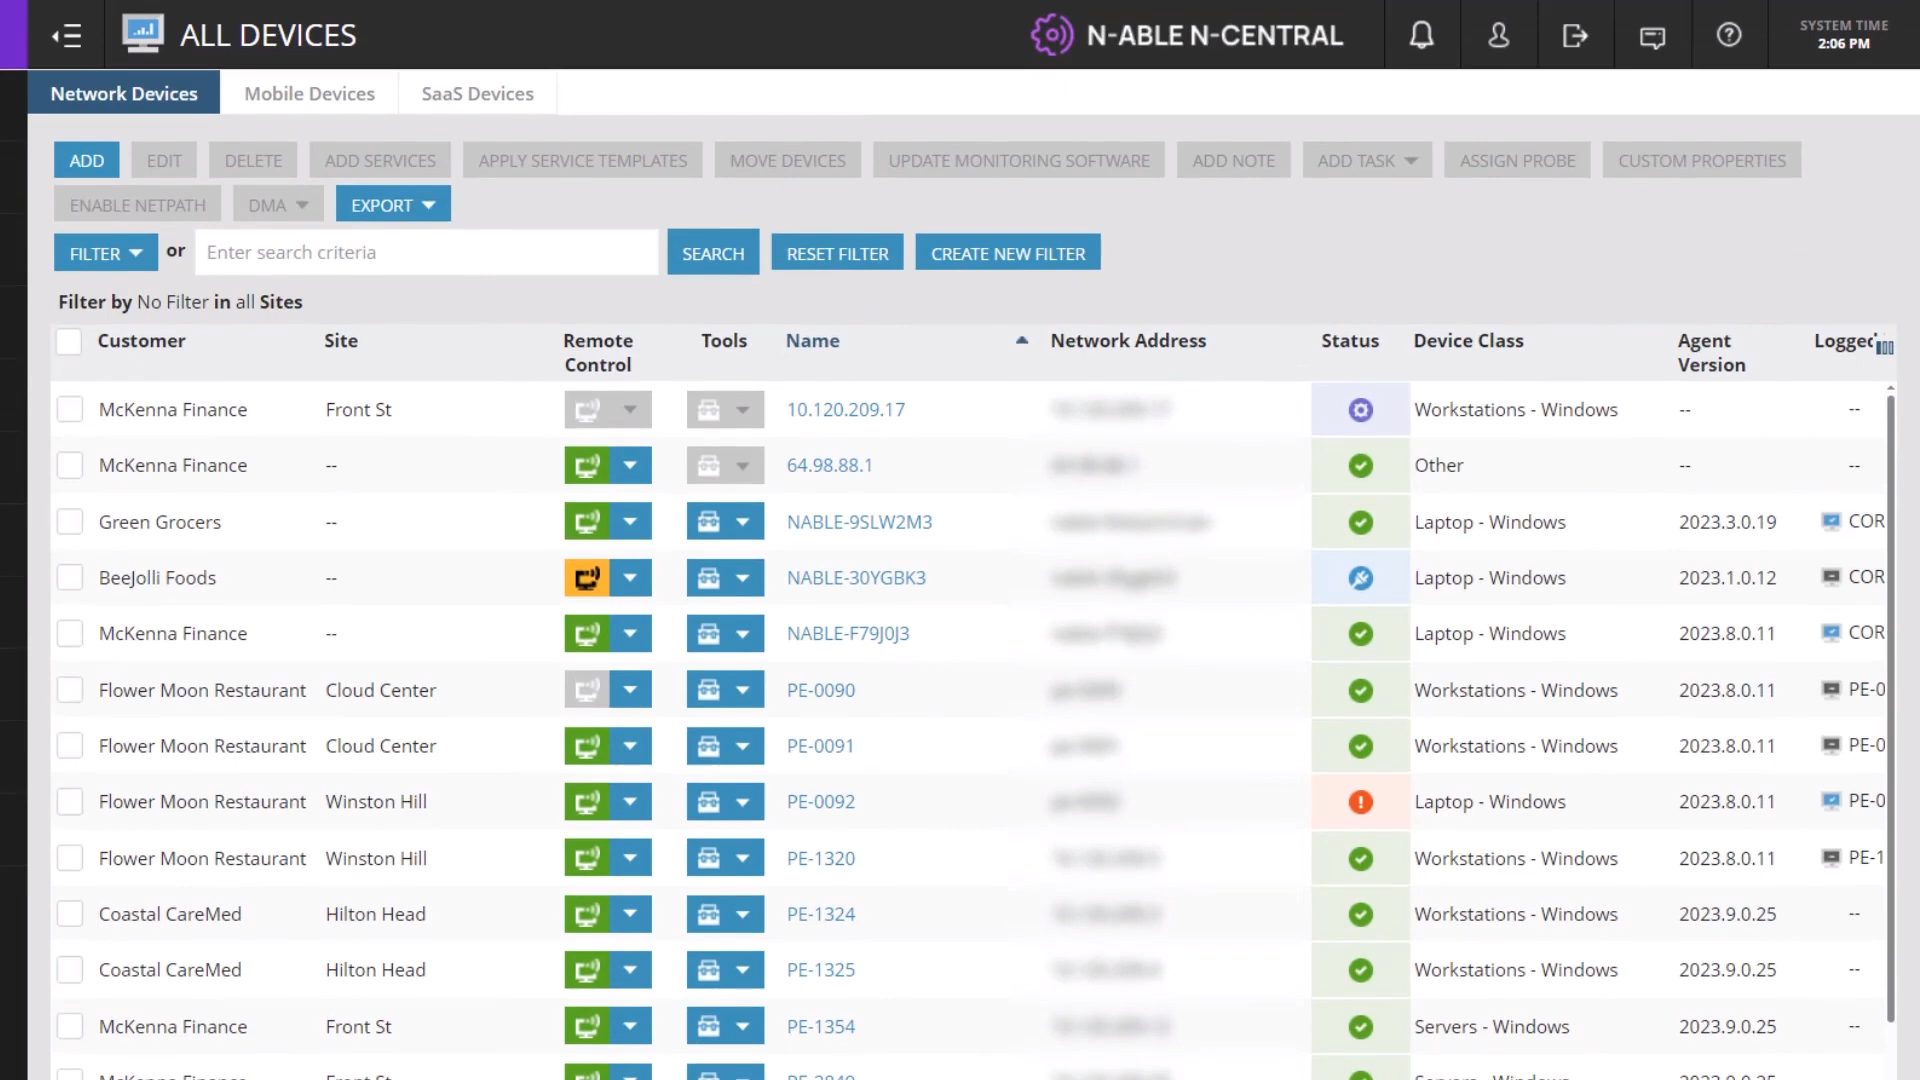 ALL DEVICES
N-ABLE N-CENTRAL
SYSTEM TIME
2:06 PM
Network Devices Mobile Devices SaaS Devices
ADD EDIT DELETE ADD SERVICES APPLY SERVICE TEMPLATES MOVE DEVICES UPDATE MONITORING SOFTWARE ADD NOTE ADD TASK ASSIGN PROBE CUSTOM PROPERTIES
ENABLE NETPATH DMA EXPORT
FILTER or Enter search criteria SEARCH RESET FILTER CREATE NEW FILTER
Filter by No Filter in all Sites
Customer Site Remote Control Tools Name Network Address Status Device Class Agent Version Logged
McKenna Finance Front St 10.120.209.17 Workstations - Windows -- --
McKenna Finance -- 64.98.88.1 Other -- --
Green Grocers -- NABLE-9SLW2M3 Laptop - Windows 2023.3.0.19 COR
BeeJolli Foods -- NABLE-30YGBK3 Laptop - Windows 2023.1.0.12 COR
McKenna Finance -- NABLE-F79J0J3 Laptop - Windows 2023.8.0.11 COR
Flower Moon Restaurant Cloud Center PE-0090 Workstations - Windows 2023.8.0.11 PE-0
Flower Moon Restaurant Cloud Center PE-0091 Workstations - Windows 2023.8.0.11 PE-0
Flower Moon Restaurant Winston Hill PE-0092 Laptop - Windows 2023.8.0.11 PE-0
Flower Moon Restaurant Winston Hill PE-1320 Workstations - Windows 2023.8.0.11 PE-1
Coastal CareMed Hilton Head PE-1324 Workstations - Windows 2023.9.0.25 --
Coastal CareMed Hilton Head PE-1325 Workstations - Windows 2023.9.0.25 --
McKenna Finance Front St PE-1354 Servers - Windows 2023.9.0.25 --